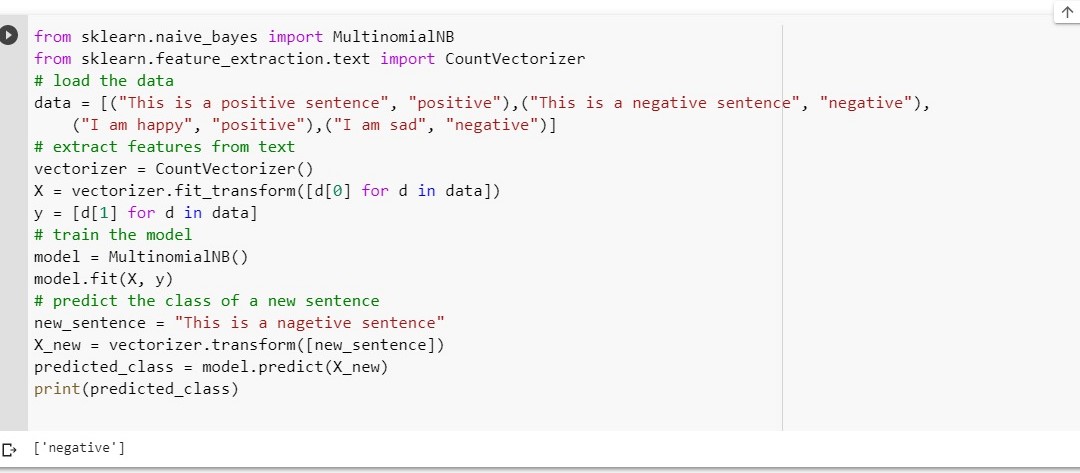 from sklearn.naive_bayes import MultinomialNB
from sklearn.feature_extraction.text import CountVectorizer
# load the data
data = [("This is a positive sentence", "positive"),("This is a negative sentence", "negative"),
    ("I am happy", "positive"),("I am sad", "negative")]
# extract features from text
vectorizer = CountVectorizer()
X = vectorizer.fit_transform([d[0] for d in data])
y = [d[1] for d in data]
# train the model
model = MultinomialNB()
model.fit(X, y)
# predict the class of a new sentence
new_sentence = "This is a nagetive sentence"
X_new = vectorizer.transform([new_sentence])
predicted_class = model.predict(X_new)
print(predicted_class)
['negative']